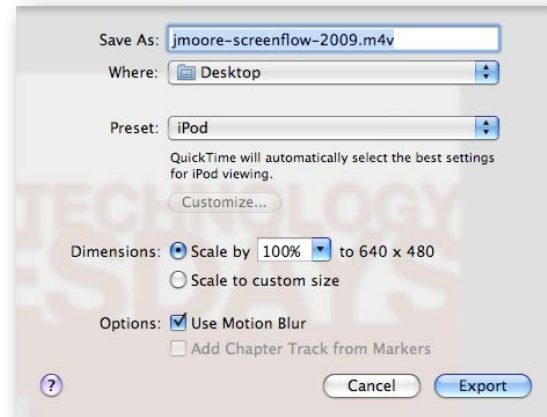 Save As: jmoore-screenflow-2009.m4v
Where: Desktop
Preset: iPod
QuickTime will automatically select the best settings
for iPod viewing.
Customize...
TECHNOLOGY
ESDAYS
Dimensions: Scale by 100% to 640 x 480
Scale to custom size
Options: Use Motion Blur
Add Chapter Track from Markers
? Cancel Export